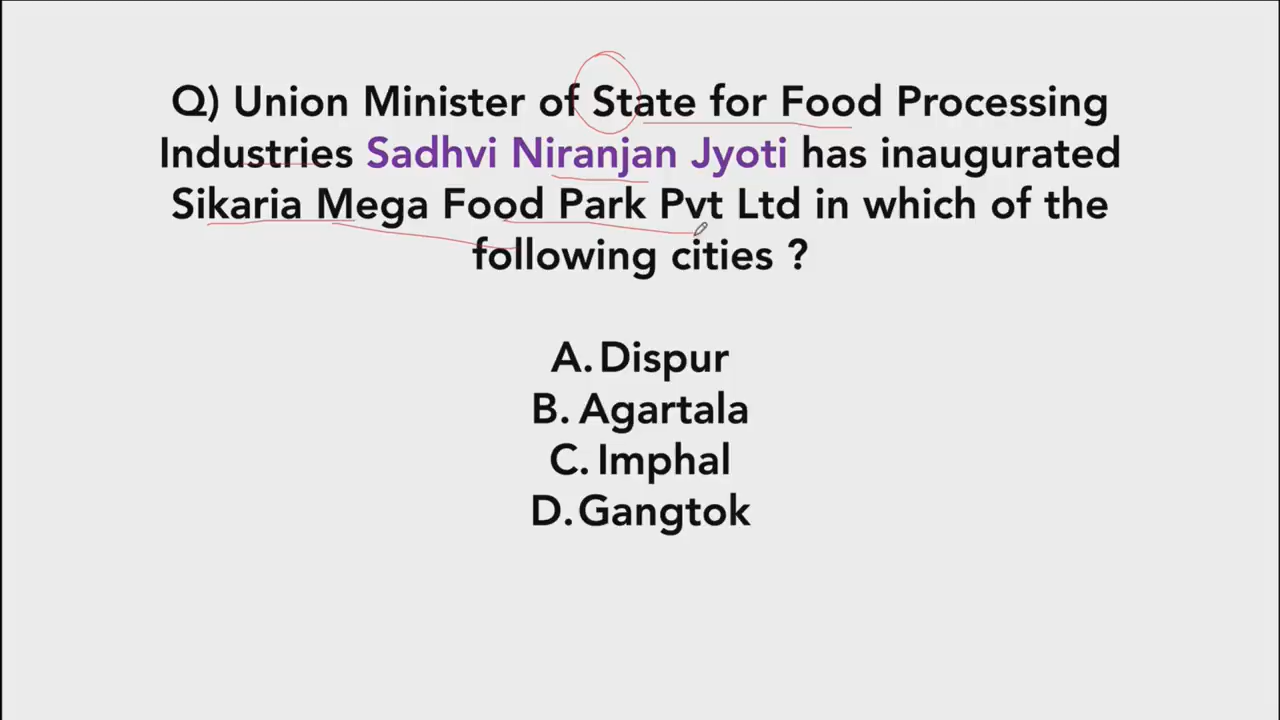 Q) Union Minister of State for Food Processing
Industries Sadhvi Niranjan Jyoti has inaugurated
Sikaria Mega Food Park Pvt Ltd in which of the
following cities ?
A. Dispur
B. Agartala
C. Imphal
D. Gangtok